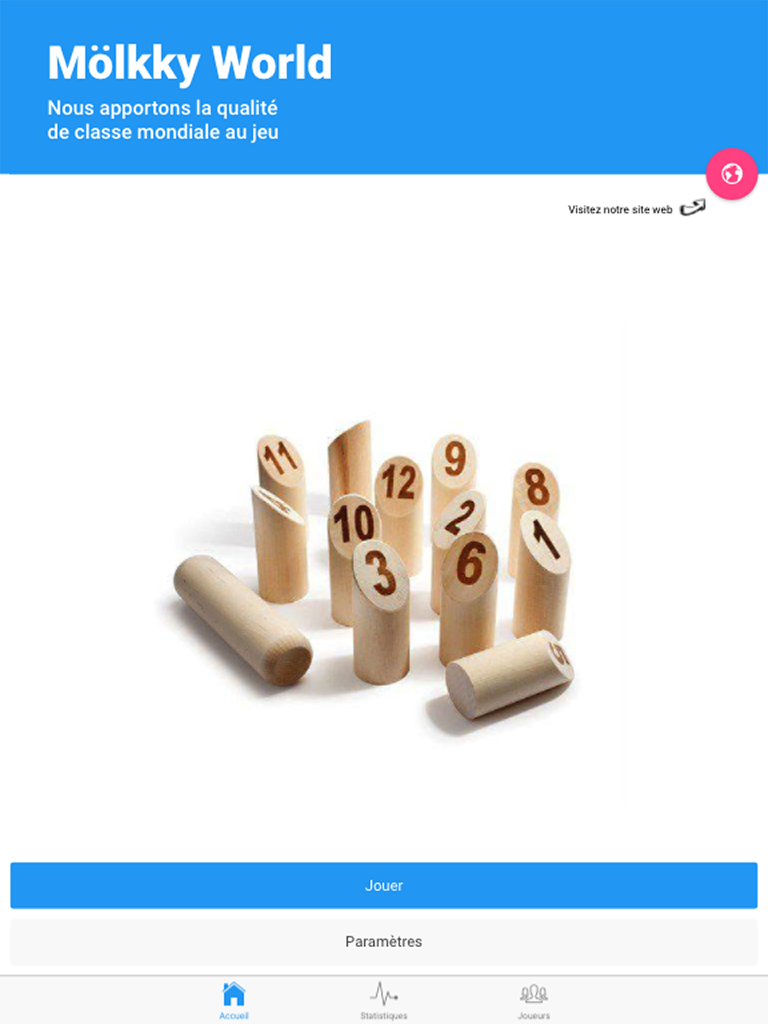 Mölkky World
Nous apportons la qualité
de classe mondiale au jeu
Visitez notre site web
11
12
9
8
10
2
1
3
6
5
Jouer
Paramètres
Accueil
Statistiques
Joueurs